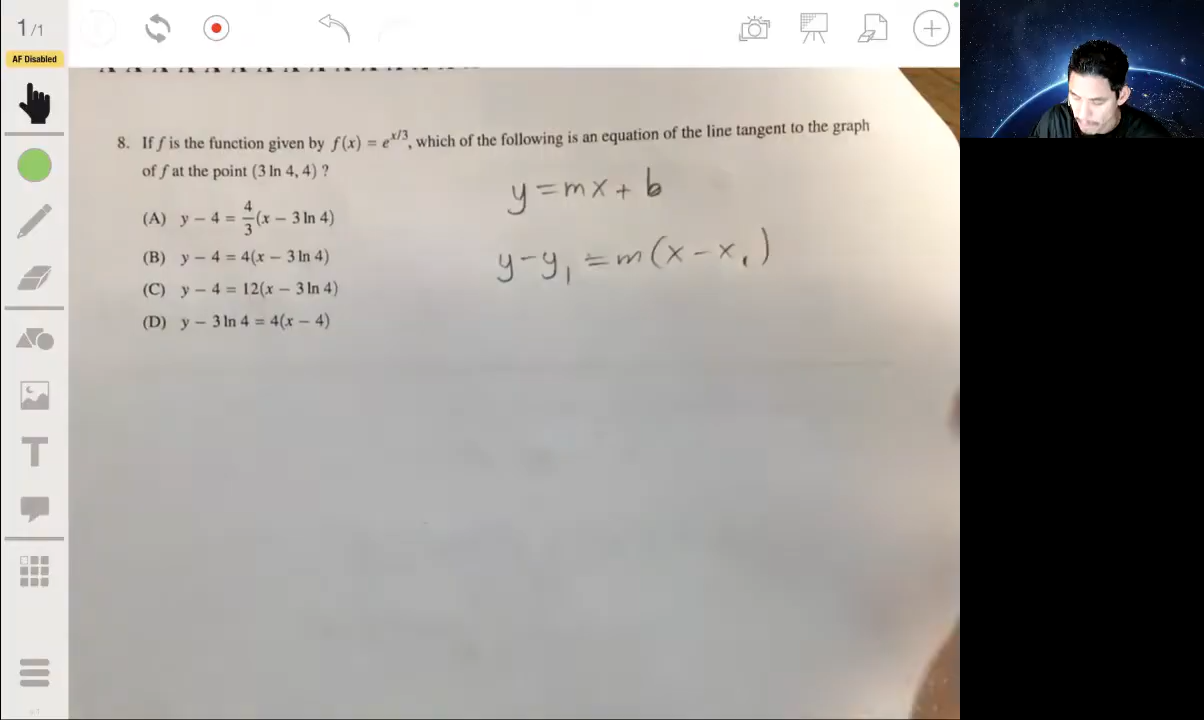 1/1
AF Disabled
8. If f is the function given by f(x) = e^{x/3}, which of the following is an equation of the line tangent to the graph
of f at the point (3 ln 4, 4) ?
y = mx + b
(A) y − 4 = 4/3(x − 3 ln 4)
y − y₁ = m(x − x₁)
(B) y − 4 = 4(x − 3 ln 4)
(C) y − 4 = 12(x − 3 ln 4)
(D) y − 3 ln 4 = 4(x − 4)
T